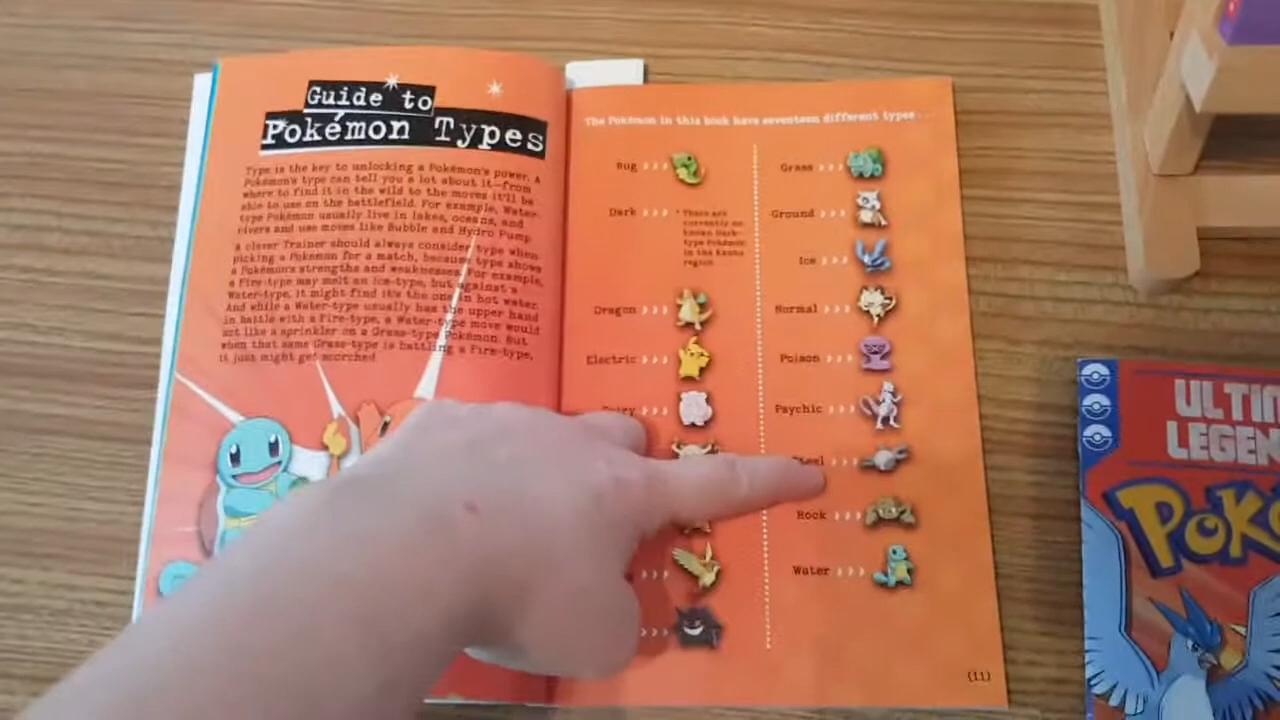 Guide to
Pokémon Types
Type is the key to unlocking a Pokémon's power. A
Pokémon's type can tell you a lot about it—from
where to find it in the wild to the moves it'll be
able to use on the battlefield. For example, Water-
type Pokémon usually live in lakes, oceans, and
rivers and use moves like Bubble and Hydro Pump.
A clever Trainer should always consider type when
picking a Pokémon for a match, because type shows
a Pokémon's strengths and weaknesses. For example,
a Fire-type may melt an Ice-type, but against a
Water-type, it might find it's the one in hot water.
And while a Water-type usually has the upper hand
in battle with a Fire-type, a Water-type move would
act like a sprinkler on a Grass-type Pokémon. But
when that same Grass-type is battling a Fire-type,
it just might get scorched
The Pokémon in this book have seventeen different types
Bug
Dark
* There are
currently no
known Dark-
type Pokémon
in the Kanto
region
Dragon
Electric
Fairy
Grass
Ground
Ice
Normal
Poison
Psychic
Steel
Rock
Water
(11)
ULTI
LEGEN
POKé